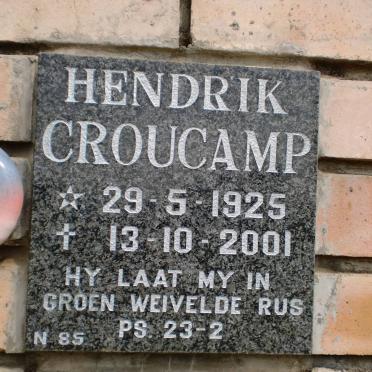 HENDRIK
CROUCAMP
☆ 29-5-1925
✝ 13-10-2001
HY LAAT MY IN
GROEN WEIVELDE RUS
PS. 23-2
N 85